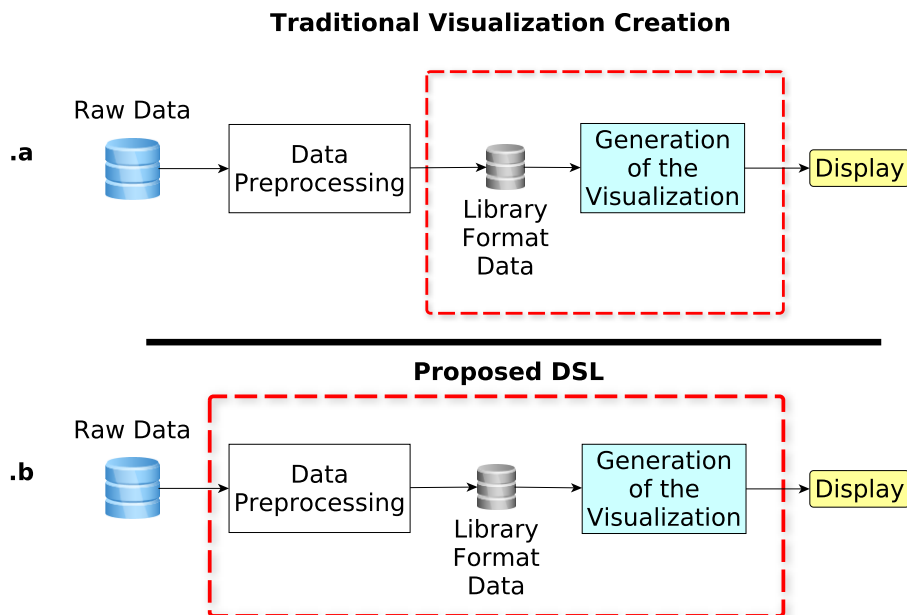 Traditional Visualization Creation
.a
Raw Data
Data
Preprocessing
Library
Format
Data
Generation
of the
Visualization
Display
Proposed DSL
.b
Raw Data
Data
Preprocessing
Library
Format
Data
Generation
of the
Visualization
Display